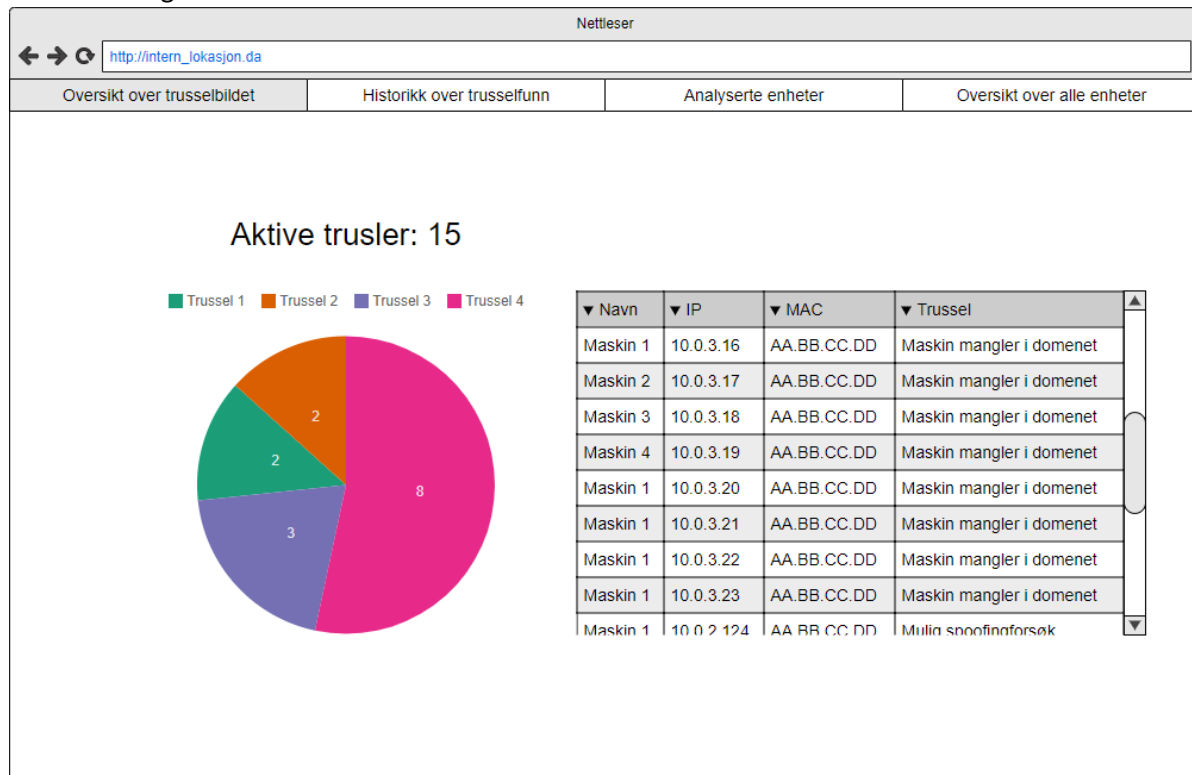 Nettleser
http://intern_lokasjon.da
Oversikt over trusselbildet Historikk over trusselfunn Analyserte enheter Oversikt over alle enheter
Aktive trusler: 15
Trussel 1 Trussel 2 Trussel 3 Trussel 4
2
2
8
3
▼ Navn ▼ IP ▼ MAC ▼ Trussel
Maskin 1 10.0.3.16 AA.BB.CC.DD Maskin mangler i domenet
Maskin 2 10.0.3.17 AA.BB.CC.DD Maskin mangler i domenet
Maskin 3 10.0.3.18 AA.BB.CC.DD Maskin mangler i domenet
Maskin 4 10.0.3.19 AA.BB.CC.DD Maskin mangler i domenet
Maskin 1 10.0.3.20 AA.BB.CC.DD Maskin mangler i domenet
Maskin 1 10.0.3.21 AA.BB.CC.DD Maskin mangler i domenet
Maskin 1 10.0.3.22 AA.BB.CC.DD Maskin mangler i domenet
Maskin 1 10.0.3.23 AA.BB.CC.DD Maskin mangler i domenet
Maskin 1 10.0.2.124 AA.BB.CC.DD Mulig spoofingforsøk